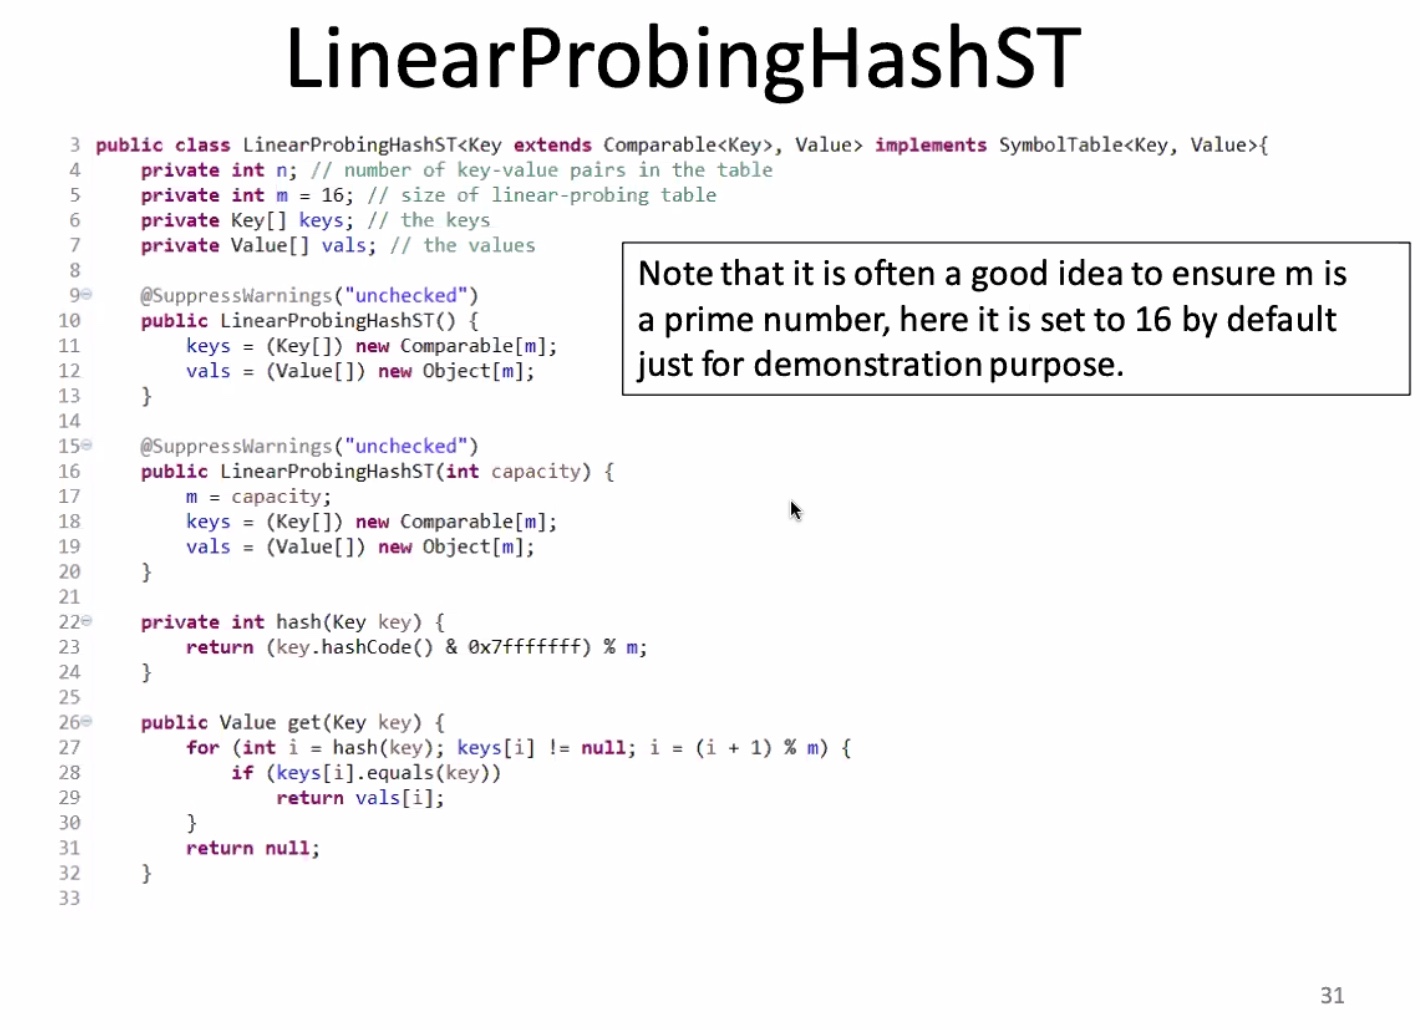 LinearProbingHashST
3 public class LinearProbingHashST<Key extends Comparable<Key>, Value> implements SymbolTable<Key, Value>{
4 private int n; // number of key-value pairs in the table
5 private int m = 16; // size of linear-probing table
6 private Key[] keys; // the keys
7 private Value[] vals; // the values
8
9 @SuppressWarnings("unchecked")
10 public LinearProbingHashST() {
11 keys = (Key[]) new Comparable[m];
12 vals = (Value[]) new Object[m];
13 }
14
15 @SuppressWarnings("unchecked")
16 public LinearProbingHashST(int capacity) {
17 m = capacity;
18 keys = (Key[]) new Comparable[m];
19 vals = (Value[]) new Object[m];
20 }
21
22 private int hash(Key key) {
23 return (key.hashCode() & 0x7fffffff) % m;
24 }
25
26 public Value get(Key key) {
27 for (int i = hash(key); keys[i] != null; i = (i + 1) % m) {
28 if (keys[i].equals(key))
29 return vals[i];
30 }
31 return null;
32 }
33
Note that it is often a good idea to ensure m is
a prime number, here it is set to 16 by default
just for demonstration purpose.
31